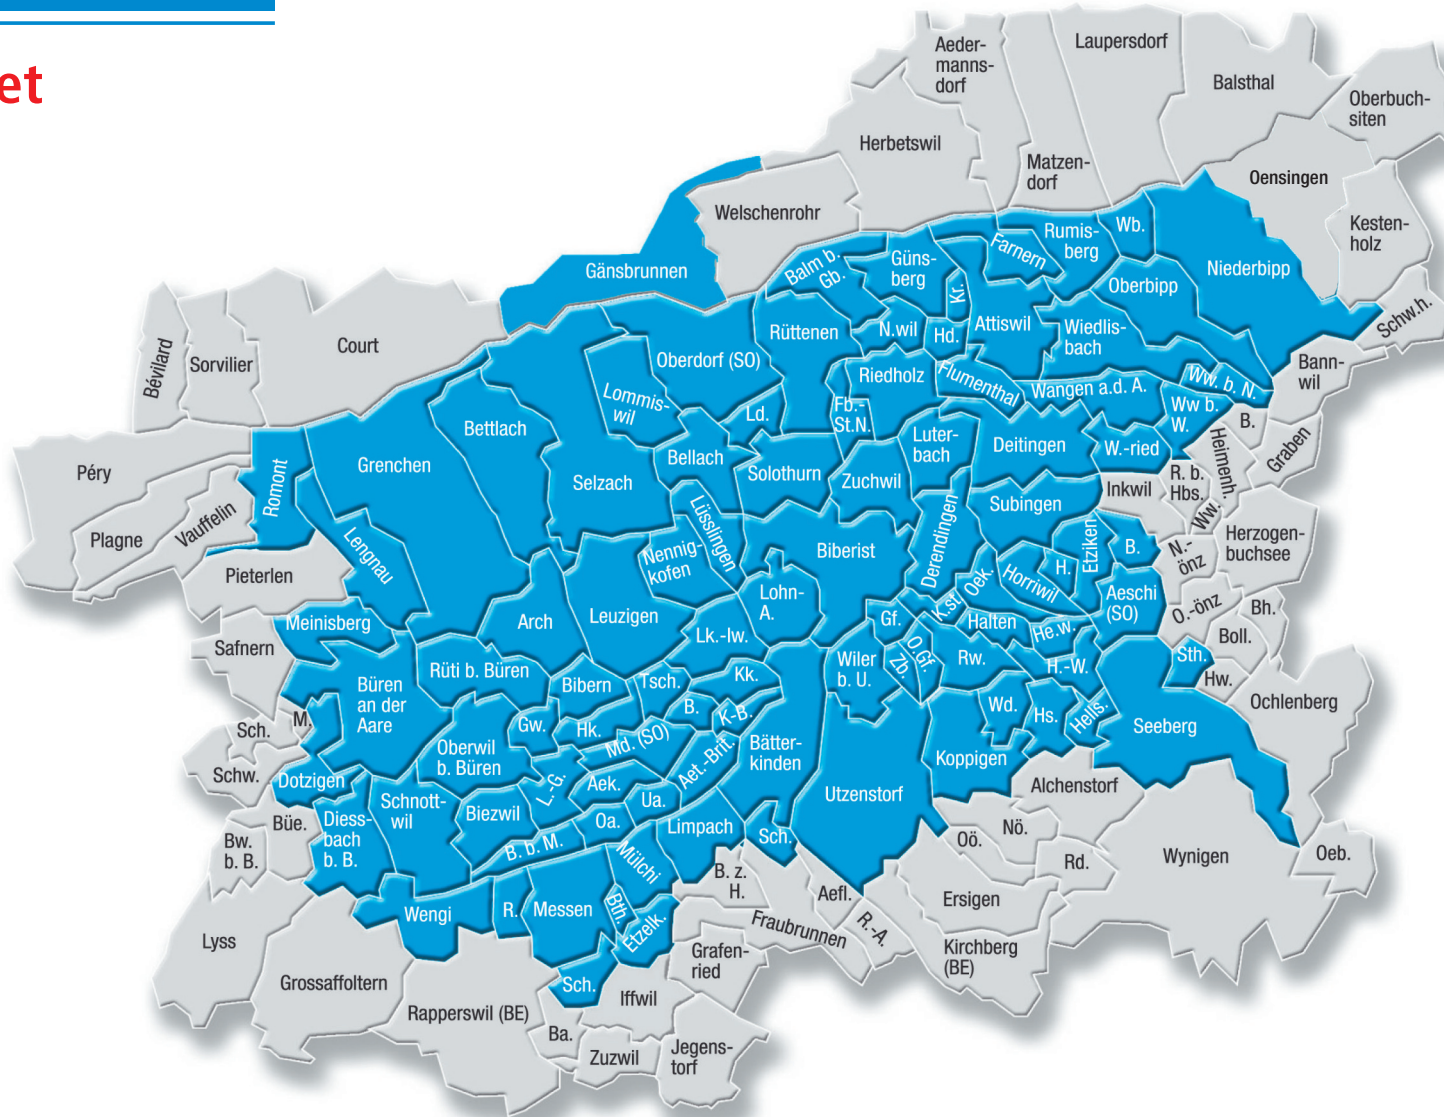 et
Aeder-
manns-
dorf
Laupersdorf
Balsthal
Oberbuch-
siten
Herbetswil
Matzen-
dorf
Oensingen
Welschenrohr
Kesten-
holz
Gänsbrunnen
Balm b.
Gb.
Güns-
berg
Farnern
Rumis-
berg
Wb.
Niederbipp
Oberbipp
Kr.
Schw.h.
Bévilard
Sorvilier
Court
Oberdorf (SO)
Rüttenen
N.wil
Hd.
Attiswil
Wiedlis-
bach
Bann-
wil
Lommis-
wil
Riedholz
Flumenthal
Wangen a.d. A.
Ww. b. N.
Ww b.
W.
Ld.
Fb.-
St.N.
B.
Graben
Heimenh.
Bettlach
Grenchen
Selzach
Bellach
Solothurn
Zuchwil
Luter-
bach
Deitingen
W.-ried
Péry
Romont
Inkwil
R. b.
Hbs.
Ww.
Plagne
Vauffelin
Lengnau
Lüsslingen
Nennig-
kofen
Biberist
Derendingen
Subingen
Etziken
B.
N.-
önz
Herzogen-
buchsee
Pieterlen
Leuzigen
Lohn-
A.
Oek.
Horriwil
H.
Aeschi
(SO)
O.-önz
Bh.
Boll.
Safnern
Meinisberg
Arch
Lk.-Iw.
Gf.
K.st.
Halten
He.w.
Büren
an der
Aare
Rüti b. Büren
Bibern
Tsch.
Kk.
Wiler
b. U.
O.Gf.
Zb.
Rw.
H.-W.
Sth.
Hw.
Ochlenberg
Sch.
M.
Gw.
Hk.
B.
K-B.
Wd.
Hs.
Hells.
Seeberg
Schw.
Dotzigen
Oberwil
b. Büren
L.-G.
Md. (SO)
Aet.-Brit.
Bätter-
kinden
Koppigen
Alchenstorf
Büe.
Bw.
b. B.
Diess-
bach
b. B.
Schnott-
wil
Biezwil
Aek.
Ua.
Oa.
B. b. M.
Limpach
Sch.
Utzenstorf
Oö.
Nö.
Rd.
Wynigen
Oeb.
Mülchi
B. z.
H.
Aefl.
Ersigen
Lyss
Wengi
R.
Messen
Bth.
Etzelk.
Fraubrunnen
R.-A.
Kirchberg
(BE)
Grossaffoltern
Rapperswil (BE)
Sch.
Iffwil
Grafen-
ried
Ba.
Zuzwil
Jegens-
torf